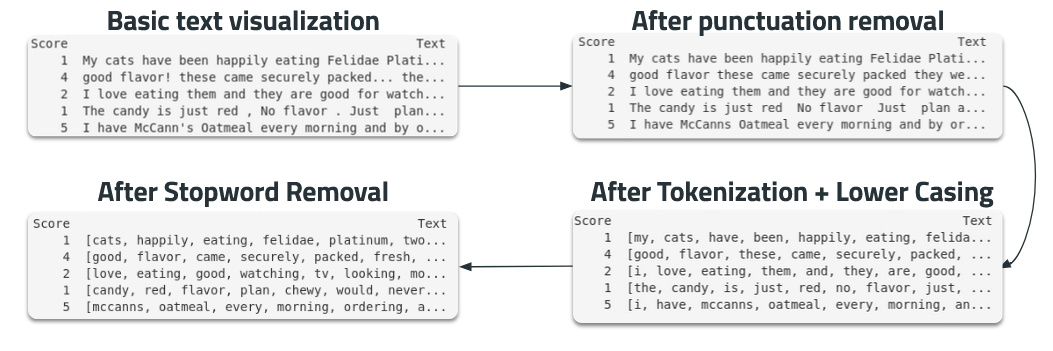 Basic text visualization
Score Text
1 My cats have been happily eating Felidae Plati...
4 good flavor! these came securely packed... the...
2 I love eating them and they are good for watch...
1 The candy is just red , No flavor . Just plan...
5 I have McCann's Oatmeal every morning and by o...
After punctuation removal
Score Text
1 My cats have been happily eating Felidae Plati...
4 good flavor these came securely packed they we...
2 I love eating them and they are good for watch...
1 The candy is just red No flavor Just plan a...
5 I have McCanns Oatmeal every morning and by or...
After Tokenization + Lower Casing
Score Text
1 [my, cats, have, been, happily, eating, felida...
4 [good, flavor, these, came, securely, packed, ...
2 [i, love, eating, them, and, they, are, good, ...
1 [the, candy, is, just, red, no, flavor, just, ...
5 [i, have, mccanns, oatmeal, every, morning, an...
After Stopword Removal
Score Text
1 [cats, happily, eating, felidae, platinum, two...
4 [good, flavor, came, securely, packed, fresh, ...
2 [love, eating, good, watching, tv, looking, mo...
1 [candy, red, flavor, plan, chewy, would, never...
5 [mccanns, oatmeal, every, morning, ordering, a...